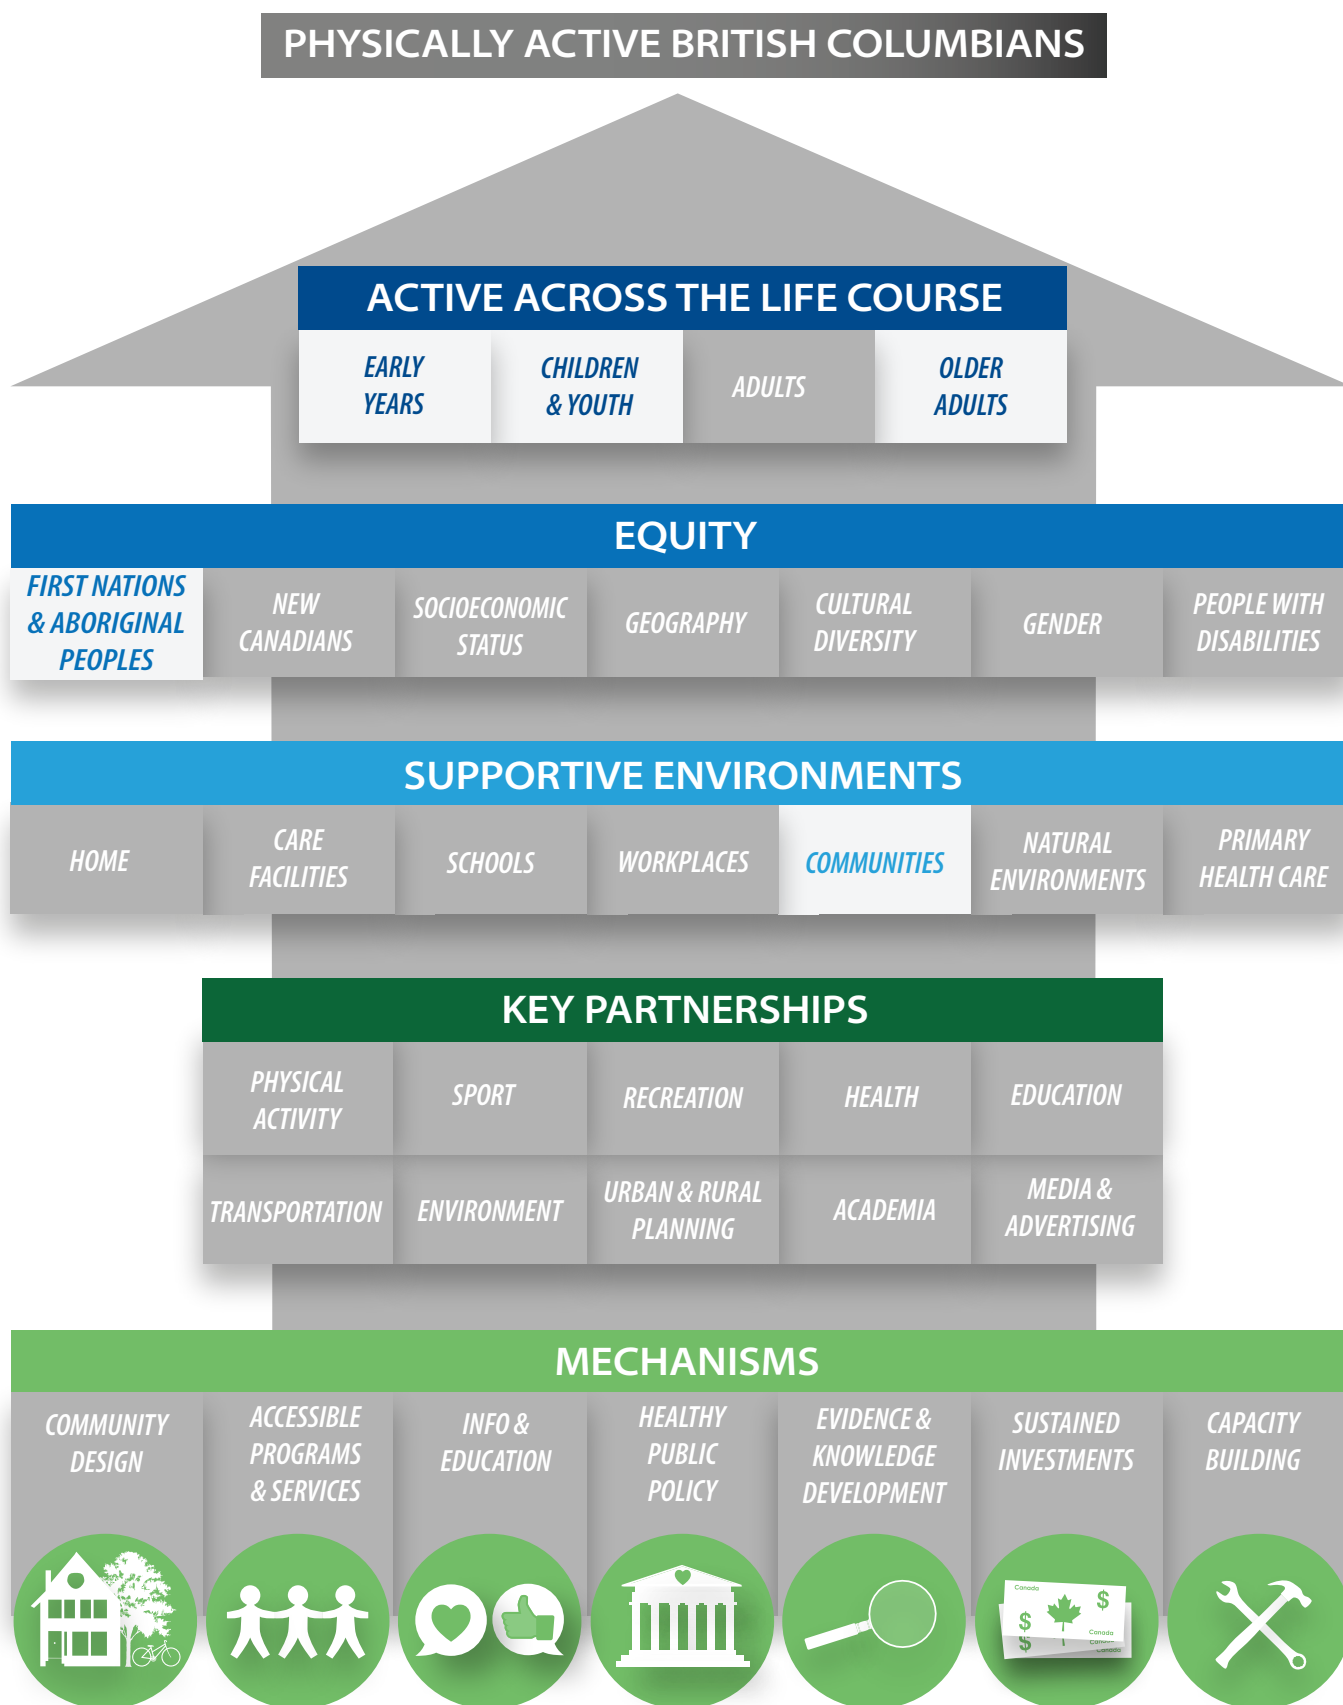 PHYSICALLY ACTIVE BRITISH COLUMBIANS
ACTIVE ACROSS THE LIFE COURSE
EARLY
YEARS
CHILDREN
& YOUTH
ADULTS
OLDER
ADULTS
EQUITY
FIRST NATIONS
& ABORIGINAL
PEOPLES
NEW
CANADIANS
SOCIOECONOMIC
STATUS
GEOGRAPHY
CULTURAL
DIVERSITY
GENDER
PEOPLE WITH
DISABILITIES
SUPPORTIVE ENVIRONMENTS
HOME
CARE
FACILITIES
SCHOOLS
WORKPLACES
COMMUNITIES
NATURAL
ENVIRONMENTS
PRIMARY
HEALTH CARE
KEY PARTNERSHIPS
PHYSICAL
ACTIVITY
SPORT
RECREATION
HEALTH
EDUCATION
TRANSPORTATION
ENVIRONMENT
URBAN & RURAL
PLANNING
ACADEMIA
MEDIA &
ADVERTISING
MECHANISMS
COMMUNITY
DESIGN
ACCESSIBLE
PROGRAMS
& SERVICES
INFO &
EDUCATION
HEALTHY
PUBLIC
POLICY
EVIDENCE &
KNOWLEDGE
DEVELOPMENT
SUSTAINED
INVESTMENTS
CAPACITY
BUILDING
Canada
$
$
Canada
$
Canada
Canada